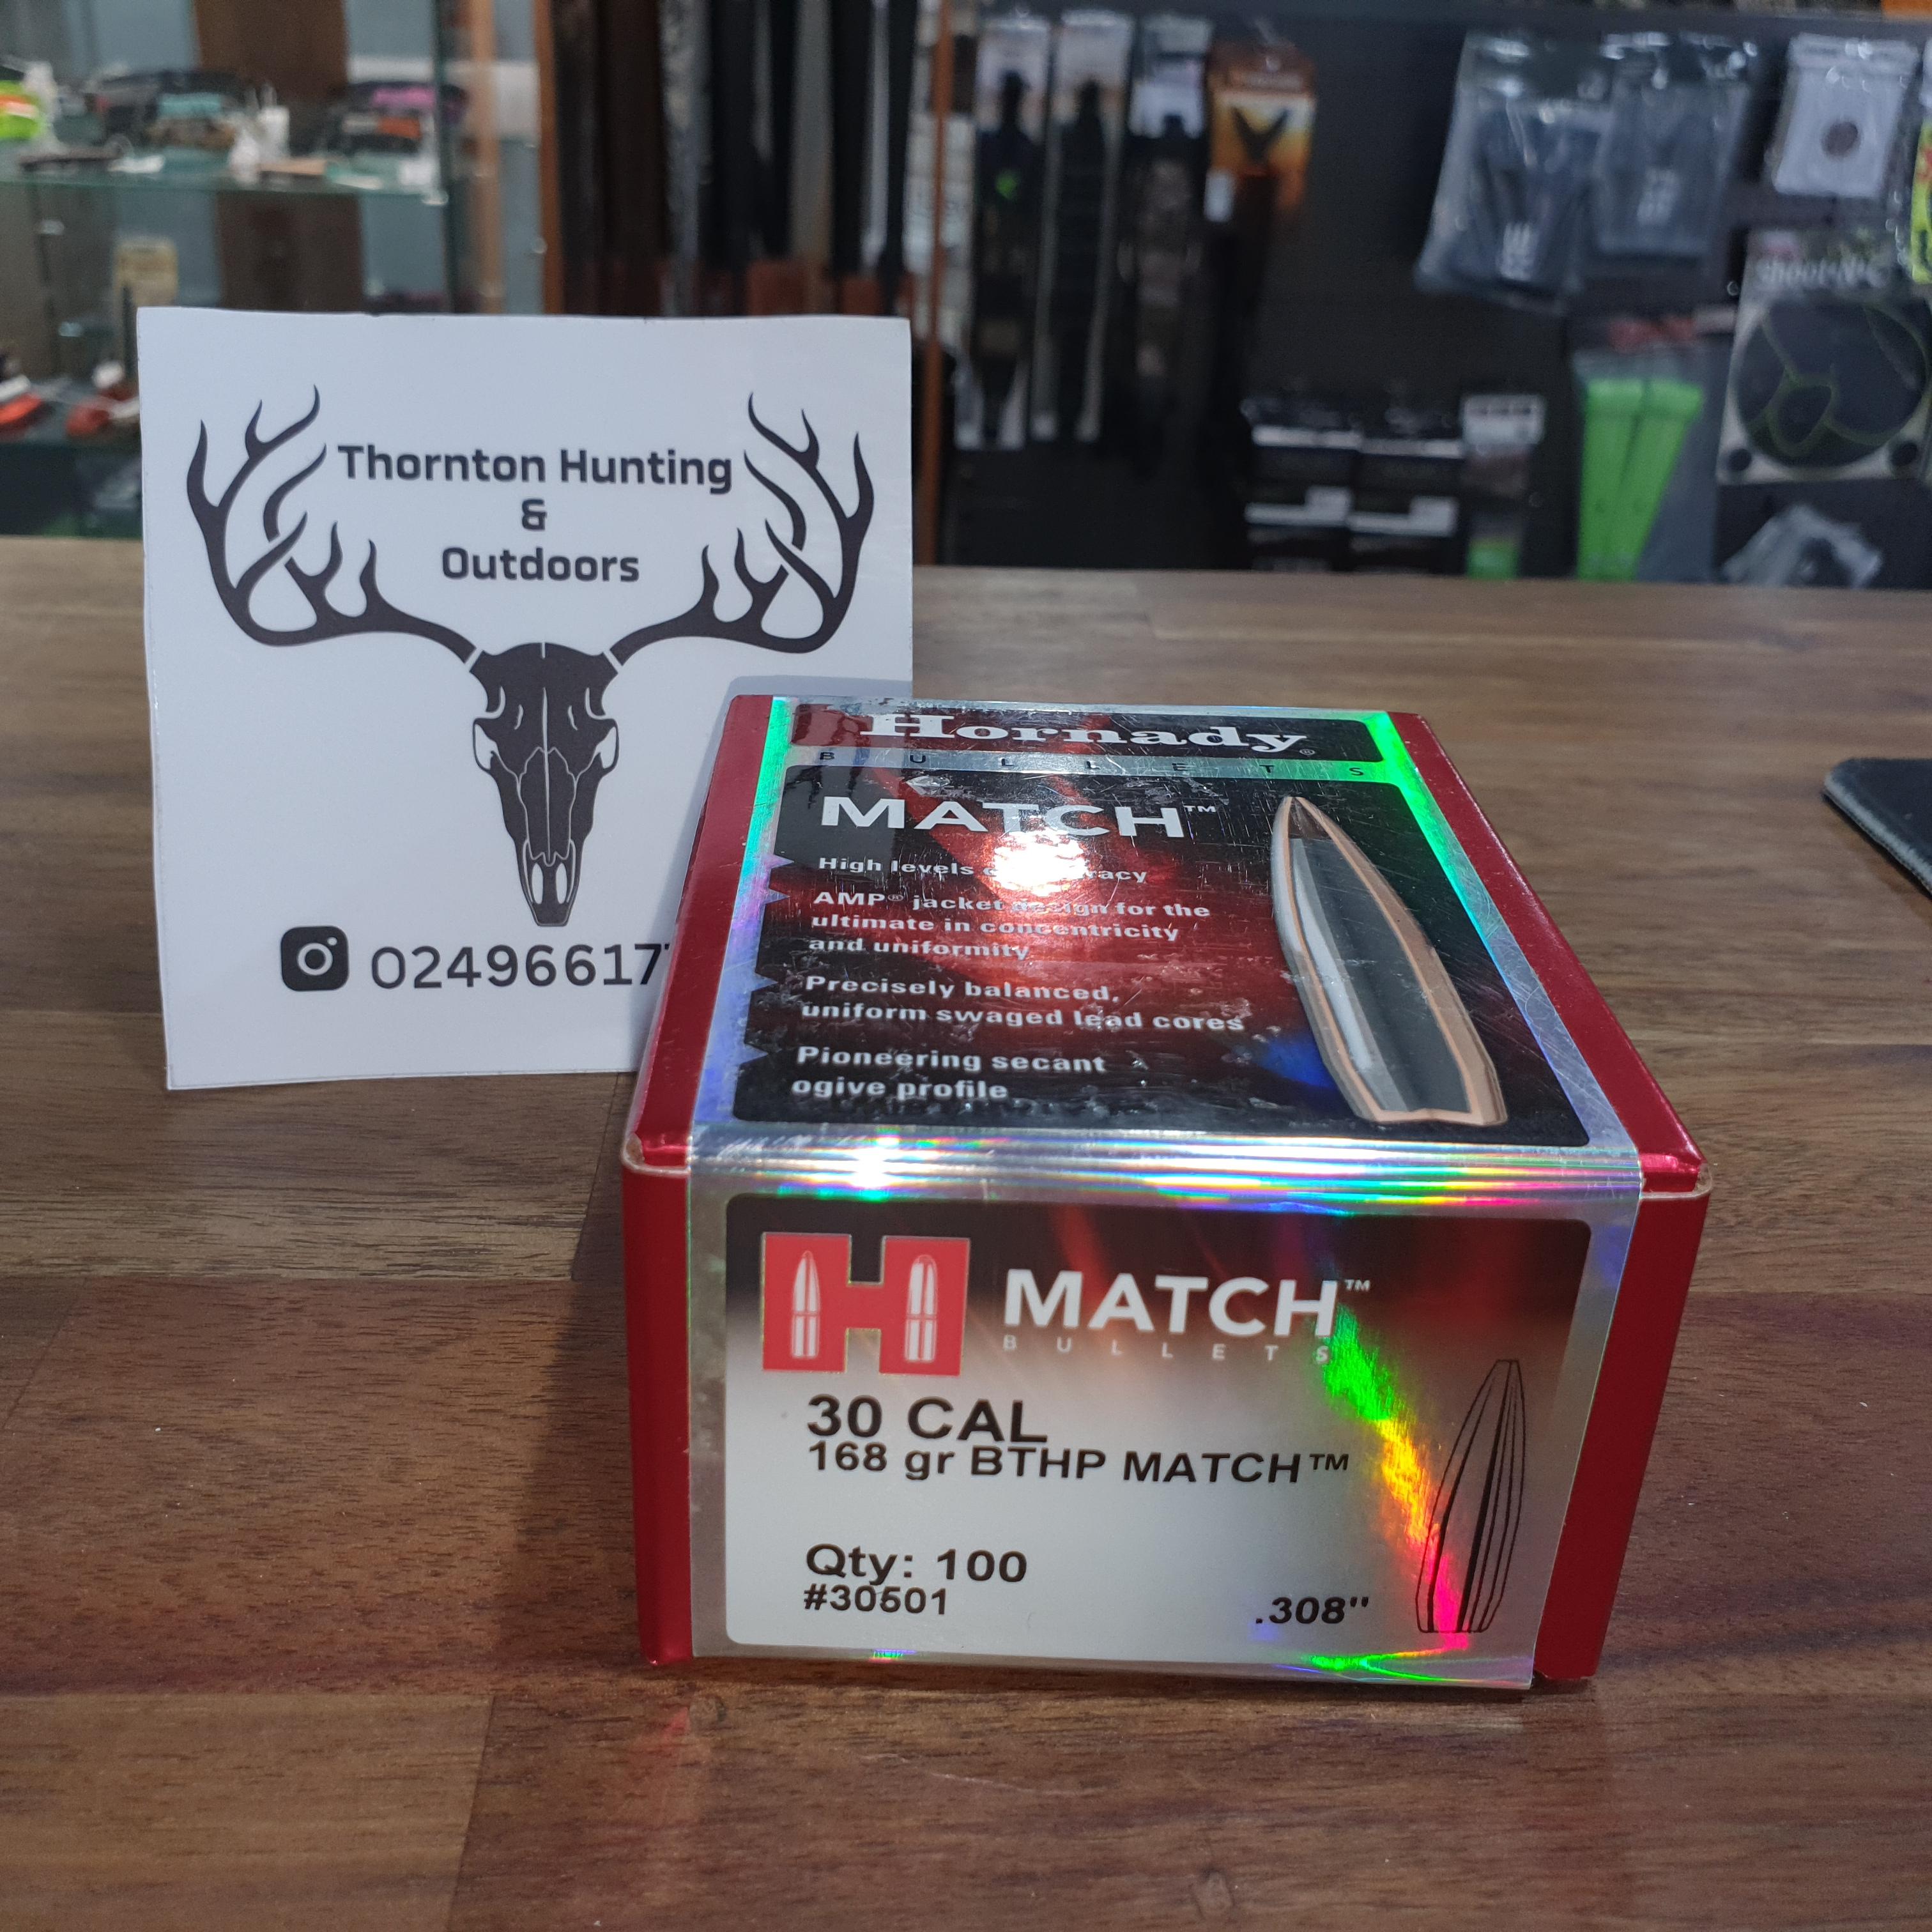 Thornton Hunting
&
Outdoors
02496617
Hornady®
BULLETS
MATCH™
High levels
AMP® jacket design for the
ultimate in concentricity
and uniformity
Precisely balanced,
uniform swaged lead cores
Pioneering secant
ogive profile
H MATCH™
BULLETS
30 CAL
168 gr BTHP MATCH™
Qty: 100
#30501
.308"